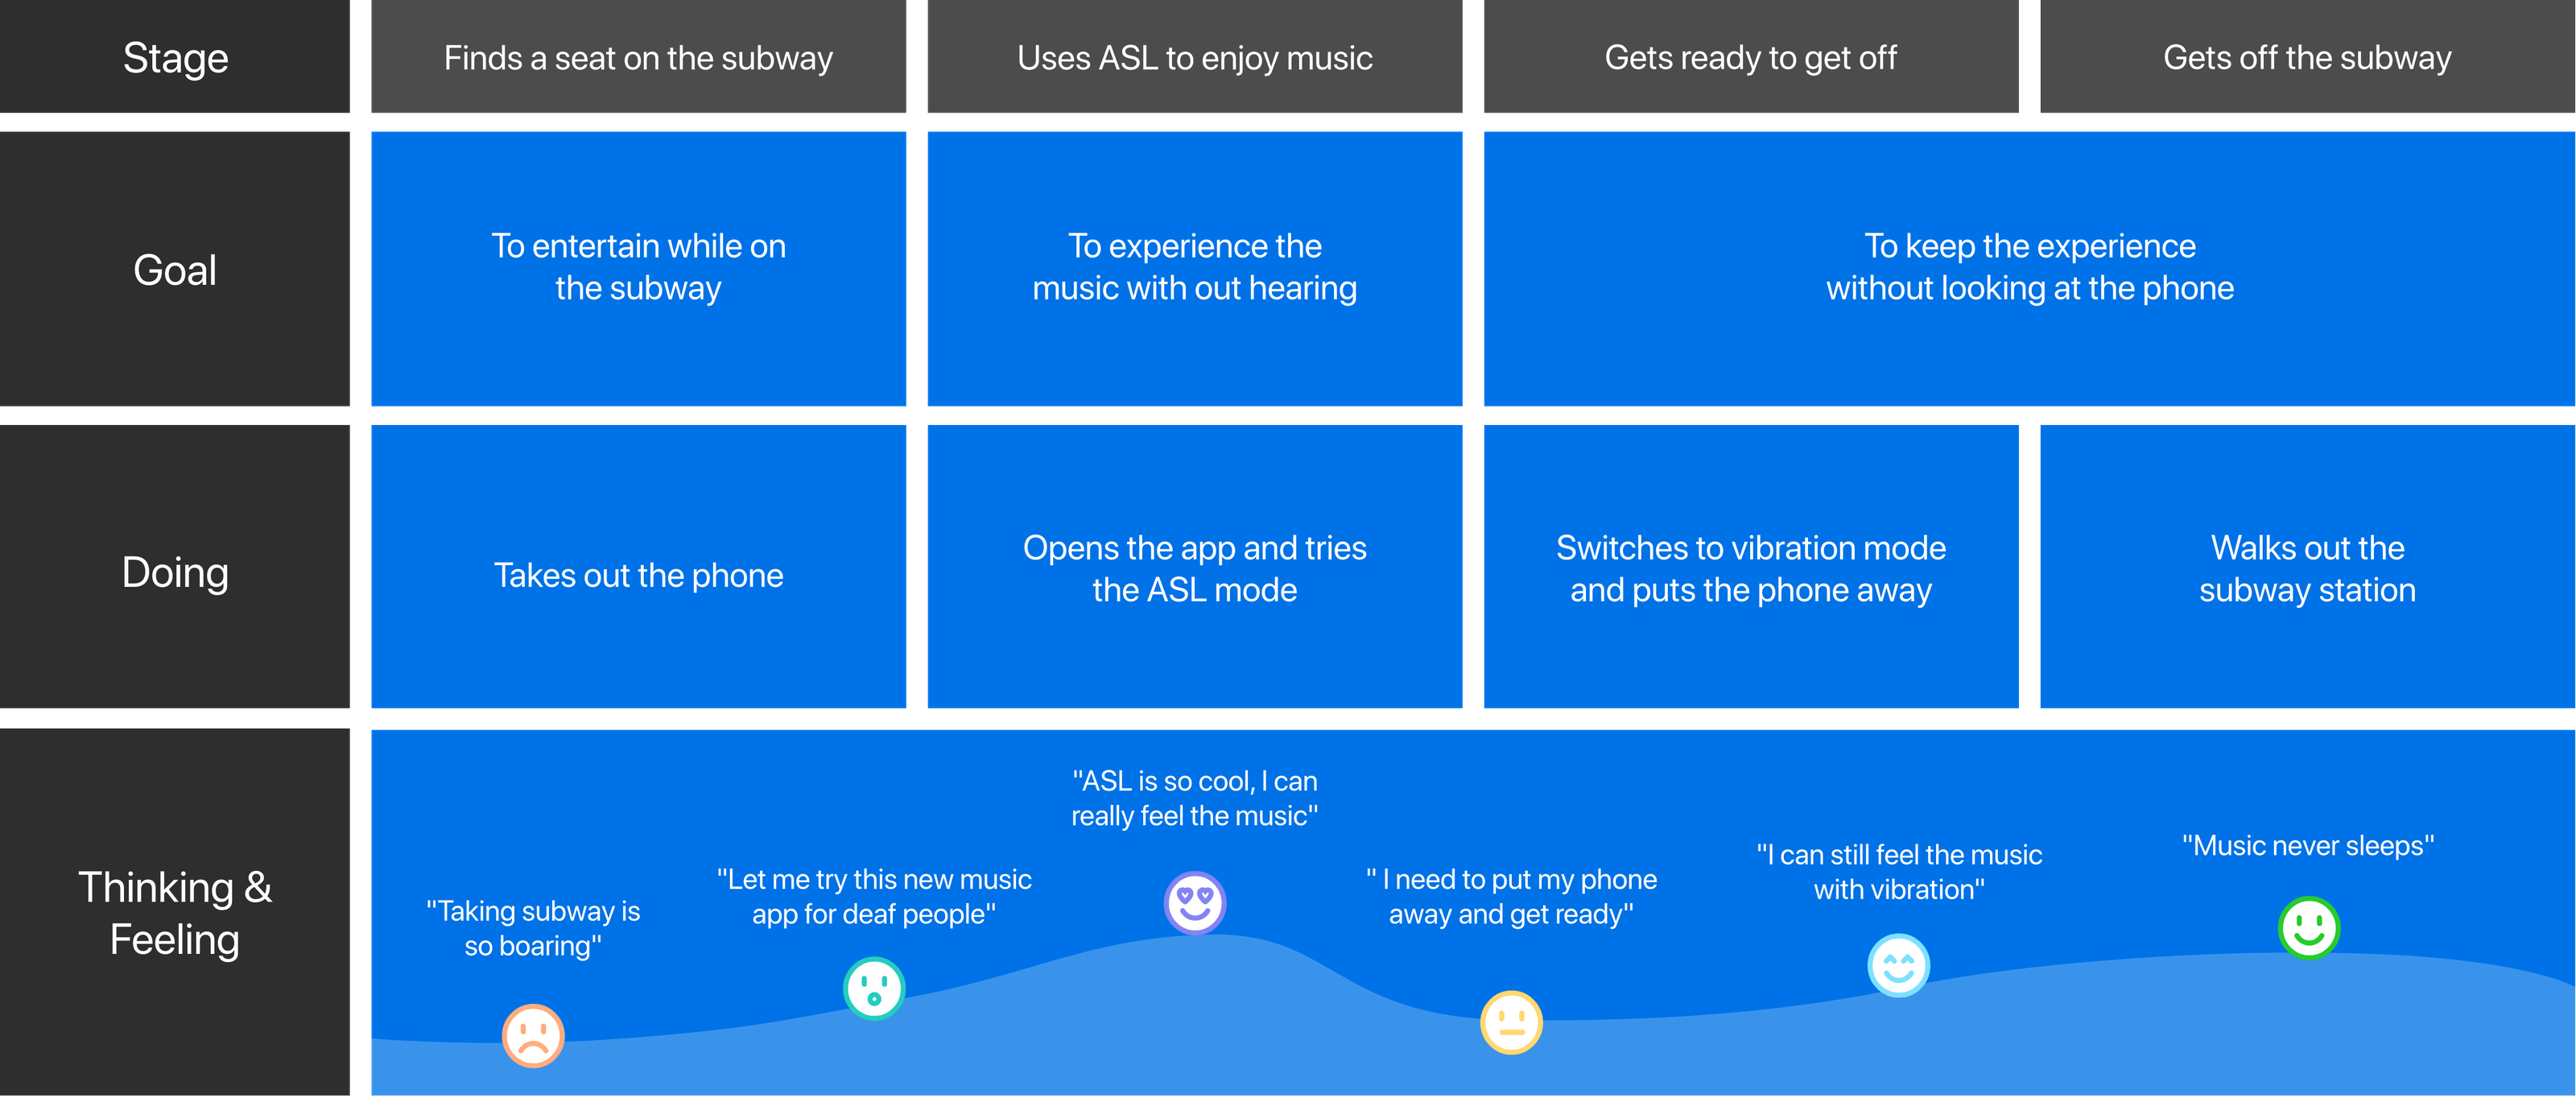 Stage
Finds a seat on the subway
Uses ASL to enjoy music
Gets ready to get off
Gets off the subway
Goal
To entertain while on
the subway
To experience the
music with out hearing
To keep the experience
without looking at the phone
Doing
Takes out the phone
Opens the app and tries
the ASL mode
Switches to vibration mode
and puts the phone away
Walks out the
subway station
Thinking &
Feeling
"Taking subway is
so boaring"
"Let me try this new music
app for deaf people"
"ASL is so cool, I can
really feel the music"
" I need to put my phone
away and get ready"
"I can still feel the music
with vibration"
"Music never sleeps"